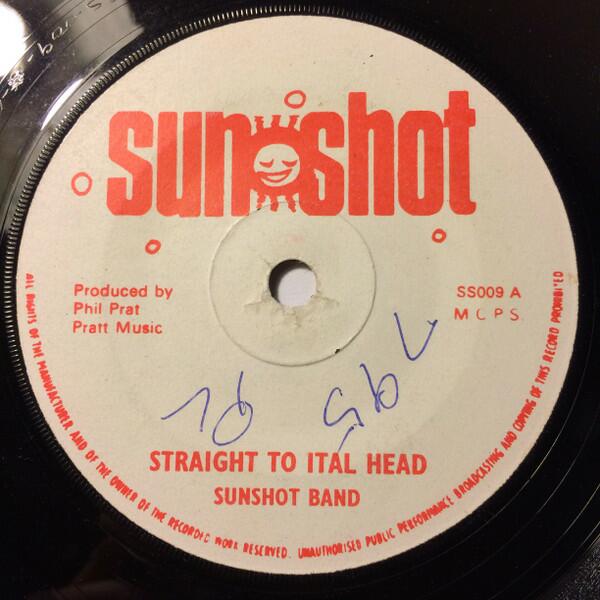 sunshot
Produced by
Phil Prat
Pratt Music
SS009 A
M C P S.
STRAIGHT TO ITAL HEAD
SUNSHOT BAND
ALL RIGHTS OF THE MANUFACTURER AND OF THE OWNER OF THE RECORDED WORK RESERVED. UNAUTHORISED PUBLIC PERFORMANCE BROADCASTING AND COPYING OF THIS RECORD PROHIBITED